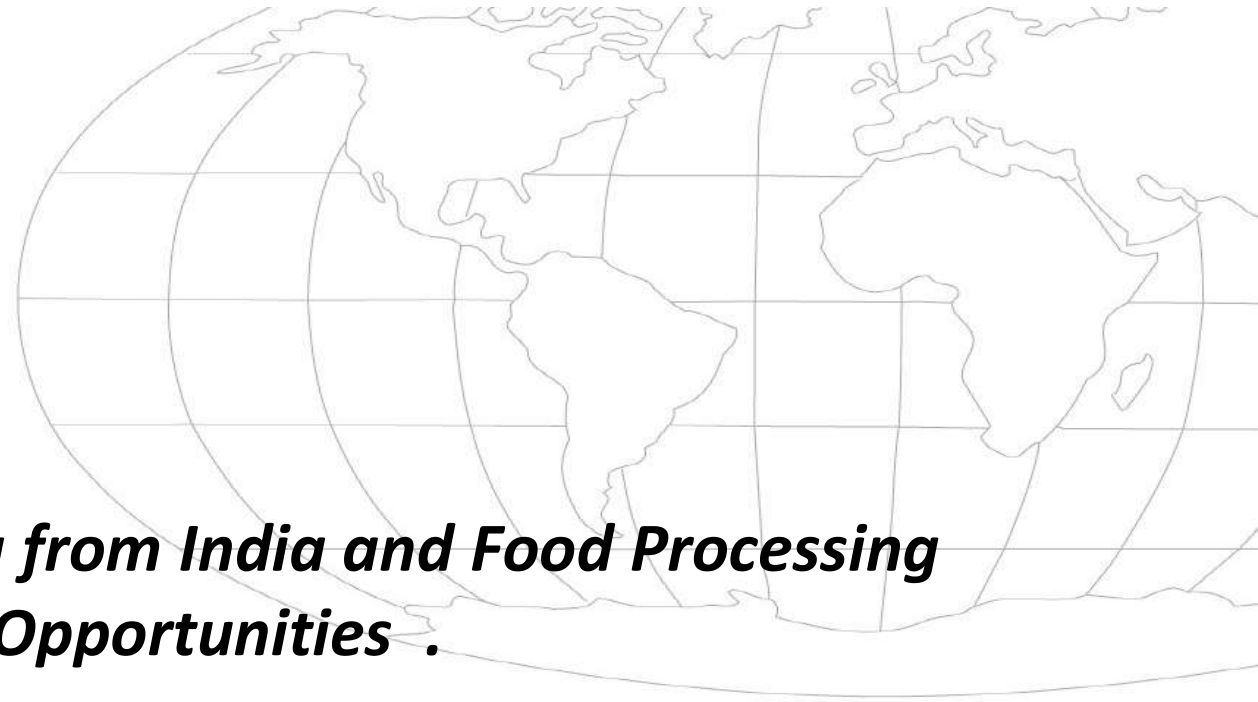 from India and Food Processing
Opportunities .